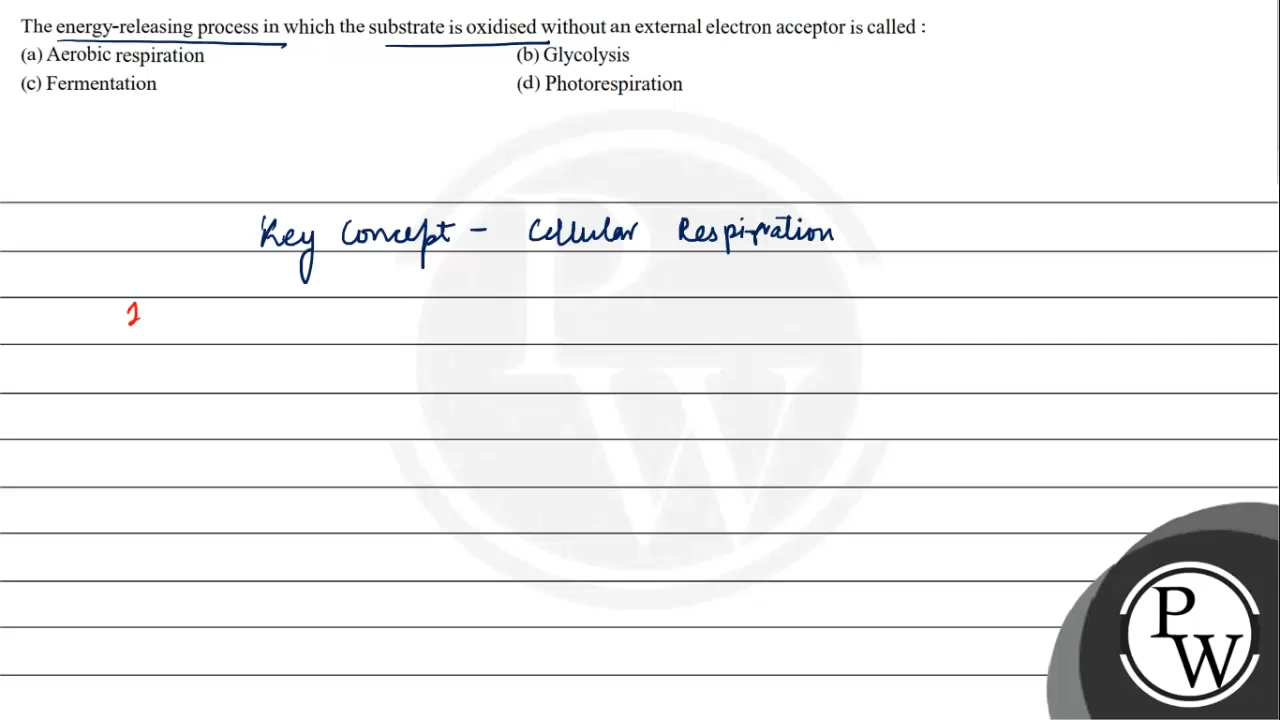 The energy-releasing process in which the substrate is oxidised without an external electron acceptor is called :
(a) Aerobic respiration (b) Glycolysis
(c) Fermentation (d) Photorespiration
Key Concept - Cellular Respiration
P
W
P
W